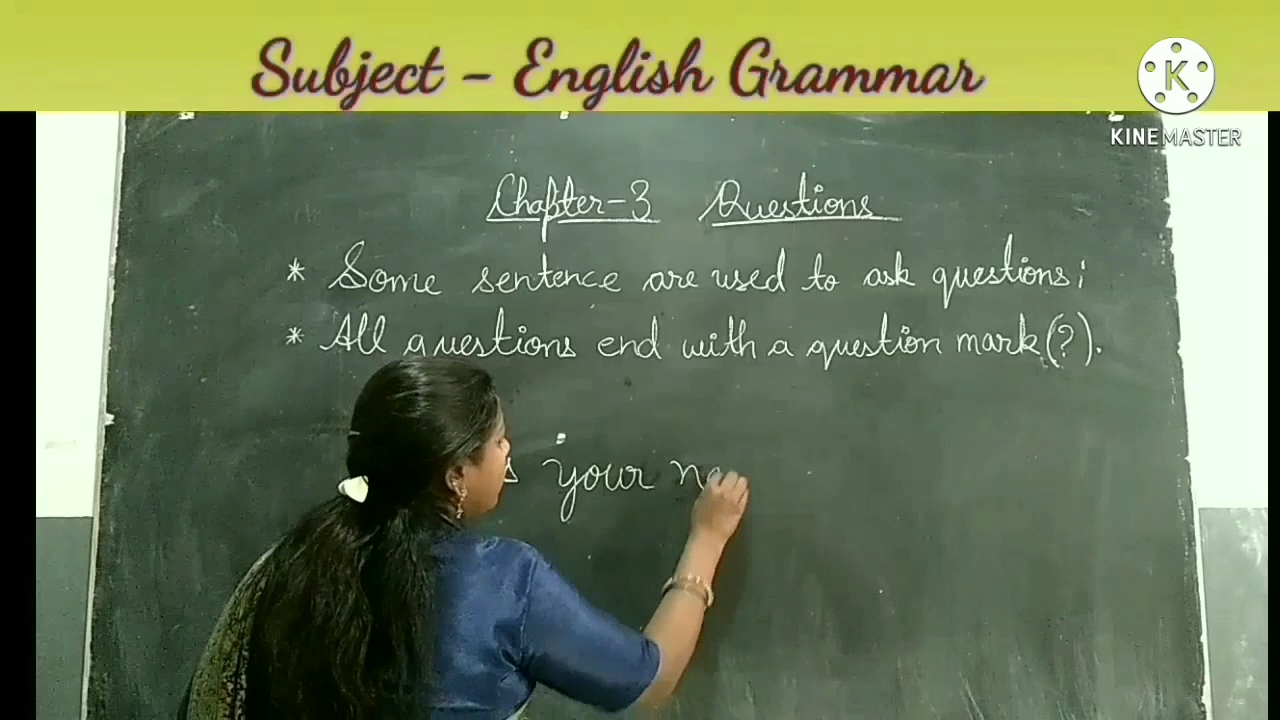 Subject - English Grammar
KINEMASTER
Chapter-3 Questions
* Some sentence are used to ask questions;
* All questions end with a question mark(?).
your